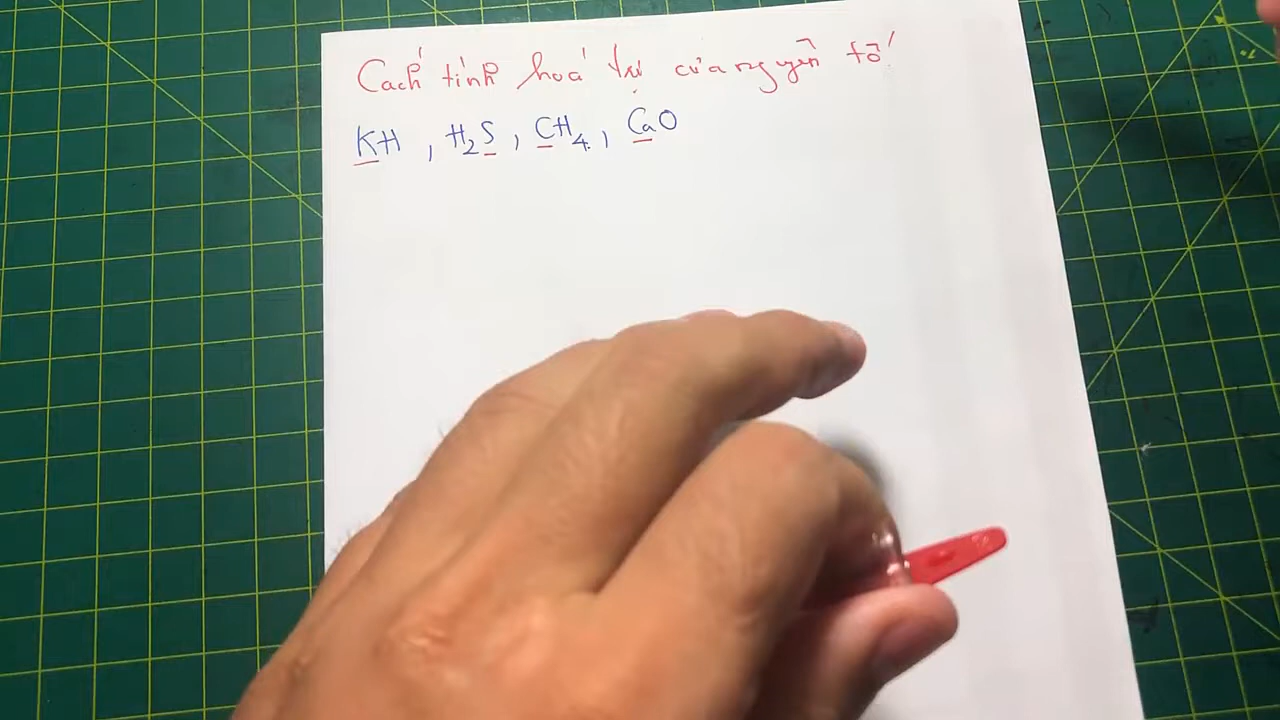 Cách tính hoá trị của nguyên tố!
KH, H₂S, CH₄, CaO